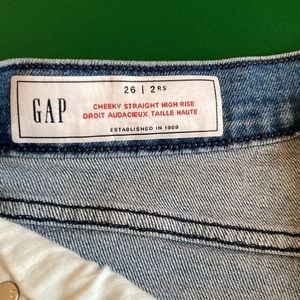 GAP
26 | 2RS
CHEEKY STRAIGHT HIGH RISE
DROIT AUDACIEUX TAILLE HAUTE
ESTABLISHED IN 1969